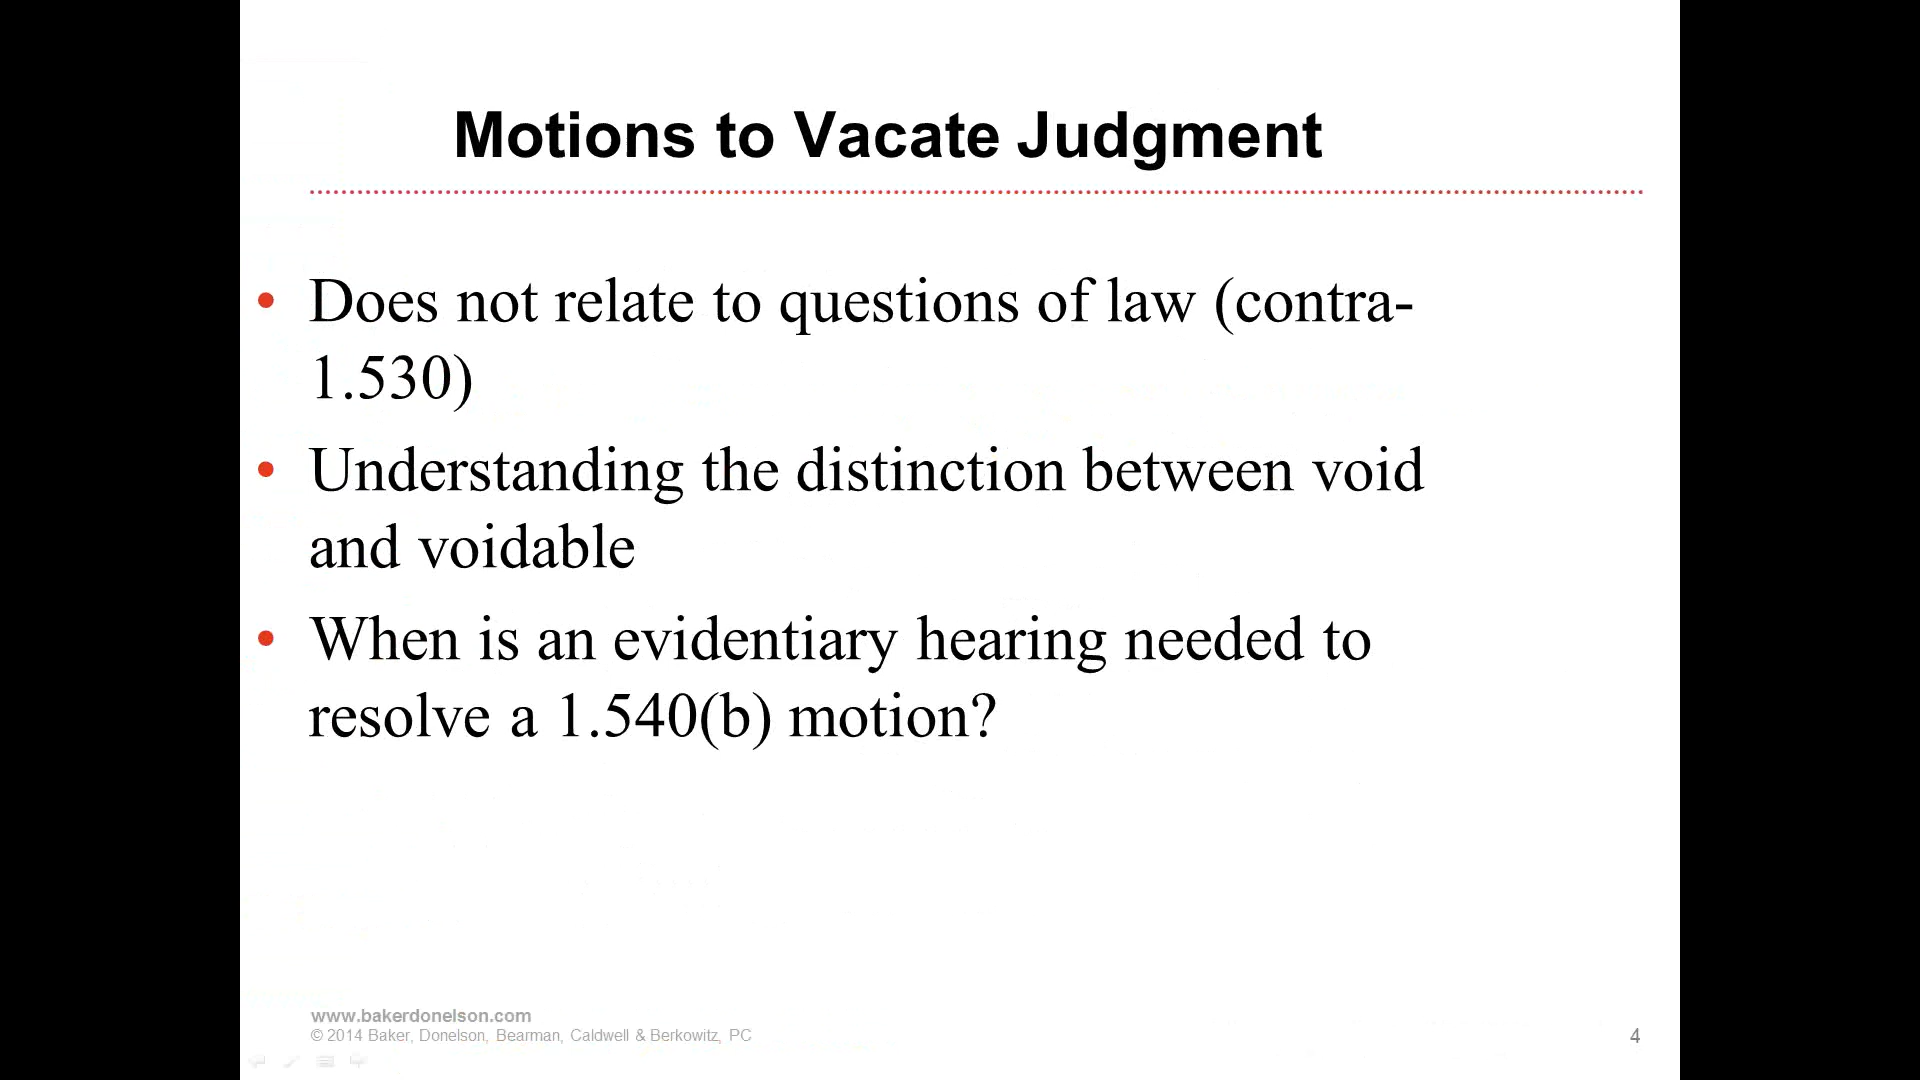 Motions to Vacate Judgment
• Does not relate to questions of law (contra-
1.530)
• Understanding the distinction between void
and voidable
• When is an evidentiary hearing needed to
resolve a 1.540(b) motion?
www.bakerdonelson.com
© 2014 Baker, Donelson, Bearman, Caldwell & Berkowitz, PC
4